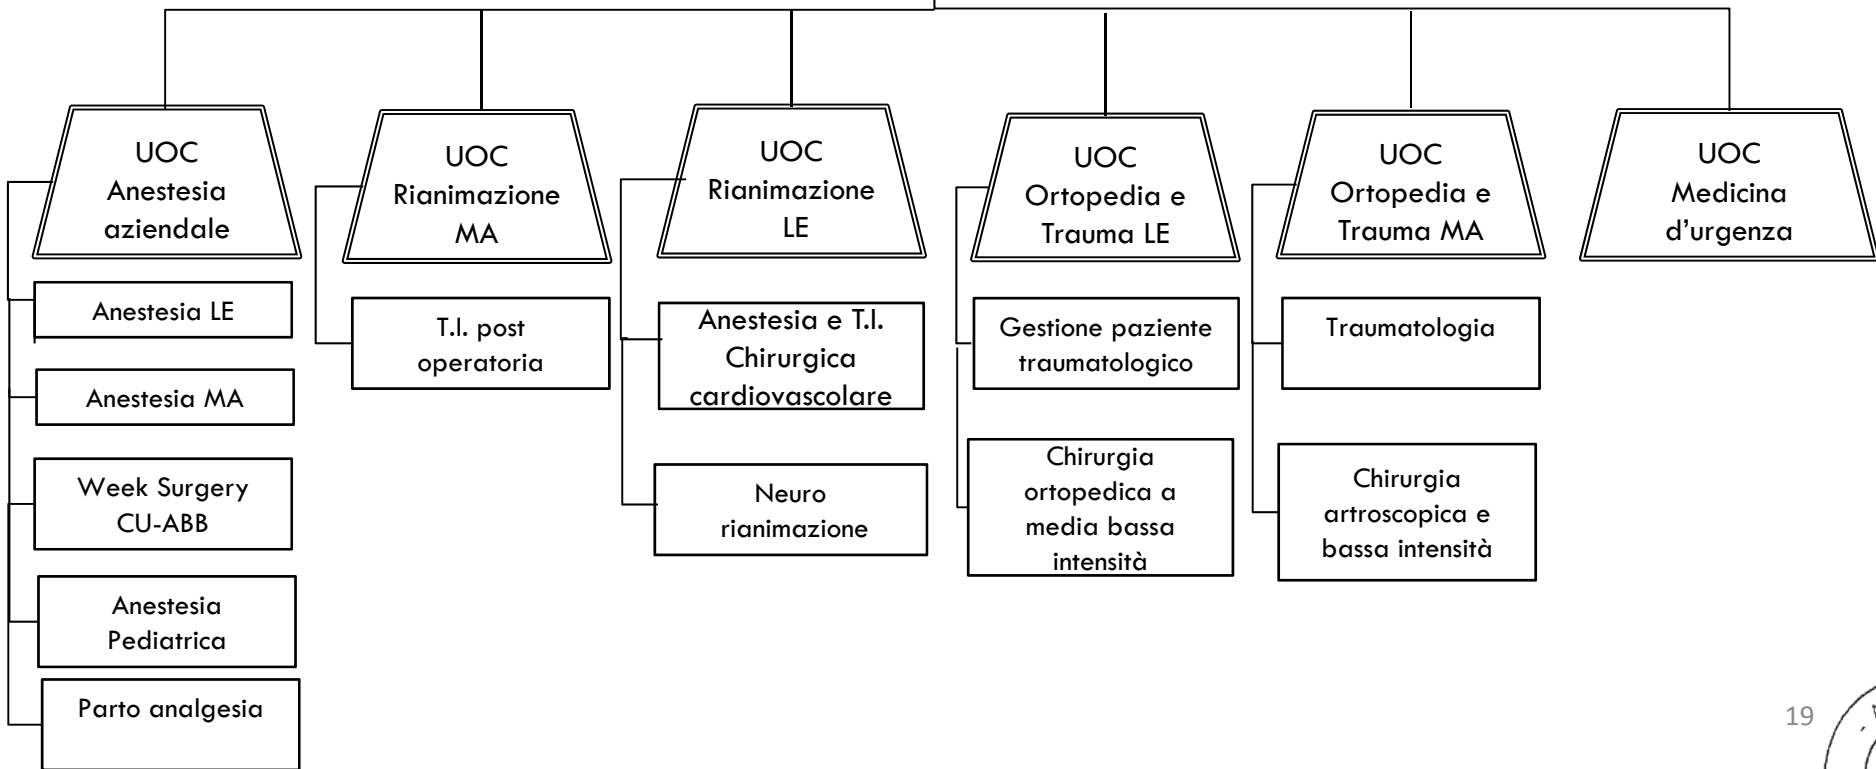 UOC
Anestesia
aziendale
UOC
Rianimazione
MA
UOC
Rianimazione
LE
UOC
Ortopedia e
Trauma LE
UOC
Ortopedia e
Trauma MA
UOC
Medicina
d'urgenza
Anestesia LE
Anestesia MA
Week Surgery
CU-ABB
Anestesia
Pediatrica
Parto analgesia
T.I. post
operatoria
Anestesia e T.I.
Chirurgica
cardiovascolare
Neuro
rianimazione
Gestione paziente
traumatologico
Chirurgia
ortopedica a
media bassa
intensità
Traumatologia
Chirurgia
artroscopica e
bassa intensità
19